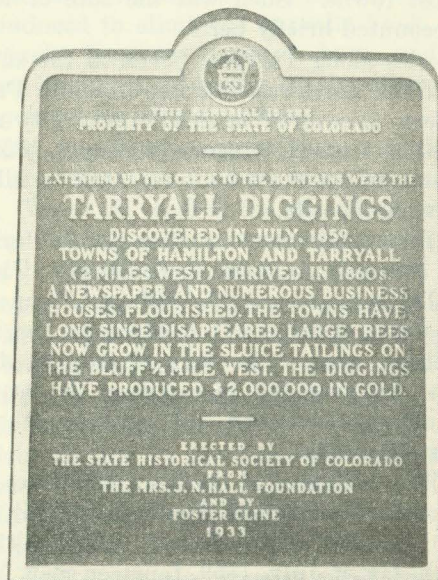 THIS MEMORIAL IS THE
PROPERTY OF THE STATE OF COLORADO
EXTENDING UP THIS CREEK TO THE MOUNTAINS WERE THE
TARRYALL DIGGINGS
DISCOVERED IN JULY, 1859.
TOWNS OF HAMILTON AND TARRYALL
(2 MILES WEST) THRIVED IN 1860s.
A NEWSPAPER AND NUMEROUS BUSINESS
HOUSES FLOURISHED. THE TOWNS HAVE
LONG SINCE DISAPPEARED. LARGE TREES
NOW GROW IN THE SLUICE TAILINGS ON
THE BLUFF MILE WEST. THE DIGGINGS
HAVE PRODUCED $2,000,000 IN GOLD.
ERECTED BY
THE STATE HISTORICAL SOCIETY OF COLORADO
FROM
THE MRS. J. N. HALL FOUNDATION
AND BY
FOSTER CLINE
1933